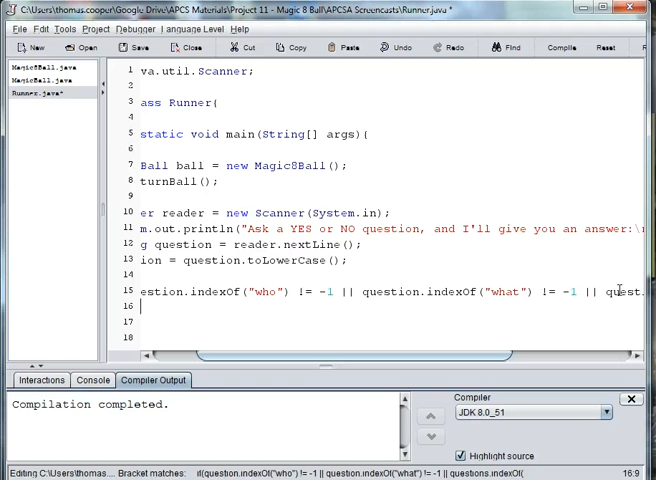 C:\Users\thomas.cooper\Google Drive\APCS Materials\Project 11 - Magic 8 Ball\APCSA Screencasts\Runner.java *
File Edit Tools Project Debugger Language Level Help
New Open Save Close Cut Copy Paste Undo Redo Find Compile Reset
Magic8Ball.java
MagicBall.java
Runner.java*
1 va.util.Scanner;
2
3 ass Runner{
4
5 static void main(String[] args){
6
7 Ball ball = new Magic8Ball();
8 turnBall();
9
10 er reader = new Scanner(System.in);
11 m.out.println("Ask a YES or NO question, and I'll give you an answer:\n
12 g question = reader.nextLine();
13 ion = question.toLowerCase();
14
15 estion.indexOf("who") != -1 || question.indexOf("what") != -1 || questi
16
17
18
Interactions Console Compiler Output
Compilation completed.
Compiler
JDK 8.0_51
Highlight source
Editing C:\Users\thomas.... Bracket matches: if(question.indexOf("who") != -1 || question.indexOf("what") != -1 || questions.indexOf( 16:9